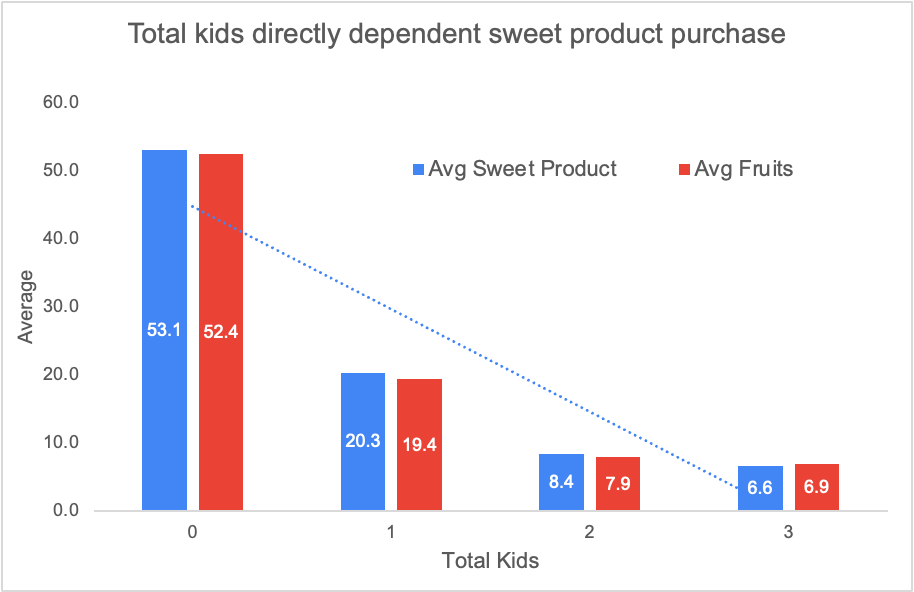 Total kids directly dependent sweet product purchase
60.0
50.0
40.0
30.0
20.0
10.0
0.0
Average
Avg Sweet Product Avg Fruits
53.1 52.4
20.3 19.4
8.4 7.9
6.6 6.9
0 1 2 3
Total Kids